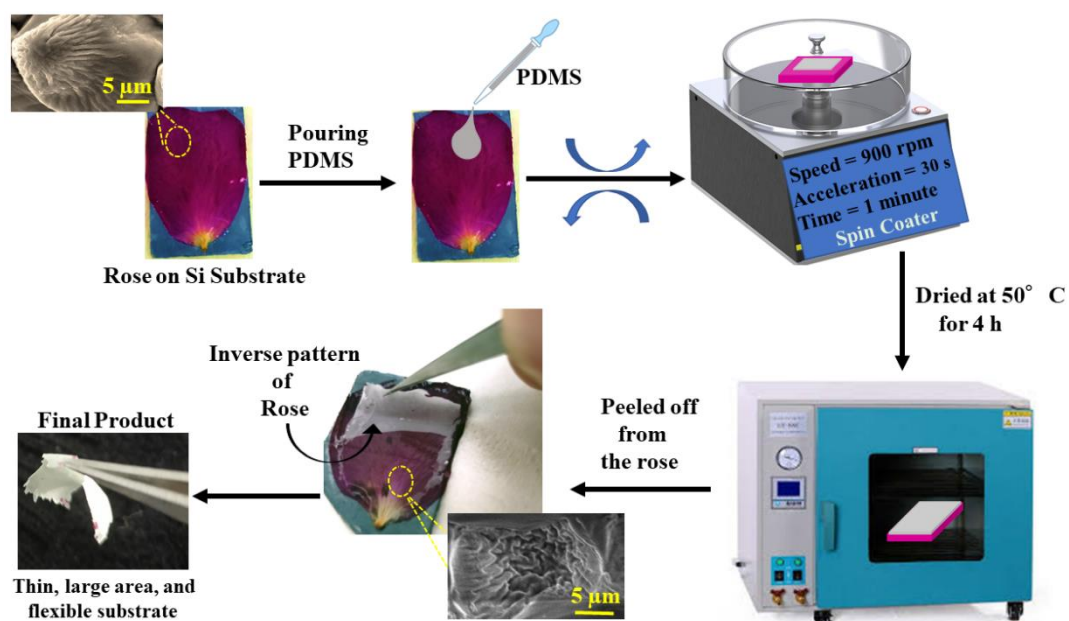 5 µm
Rose on Si Substrate
Pouring
PDMS
PDMS
Speed = 900 rpm
Acceleration = 30 s
Time = 1 minute
Spin Coater
Dried at 50° C
for 4 h
Peeled off
from
the rose
Inverse pattern
of
Rose
5 µm
Final Product
Thin, large area, and
flexible substrate